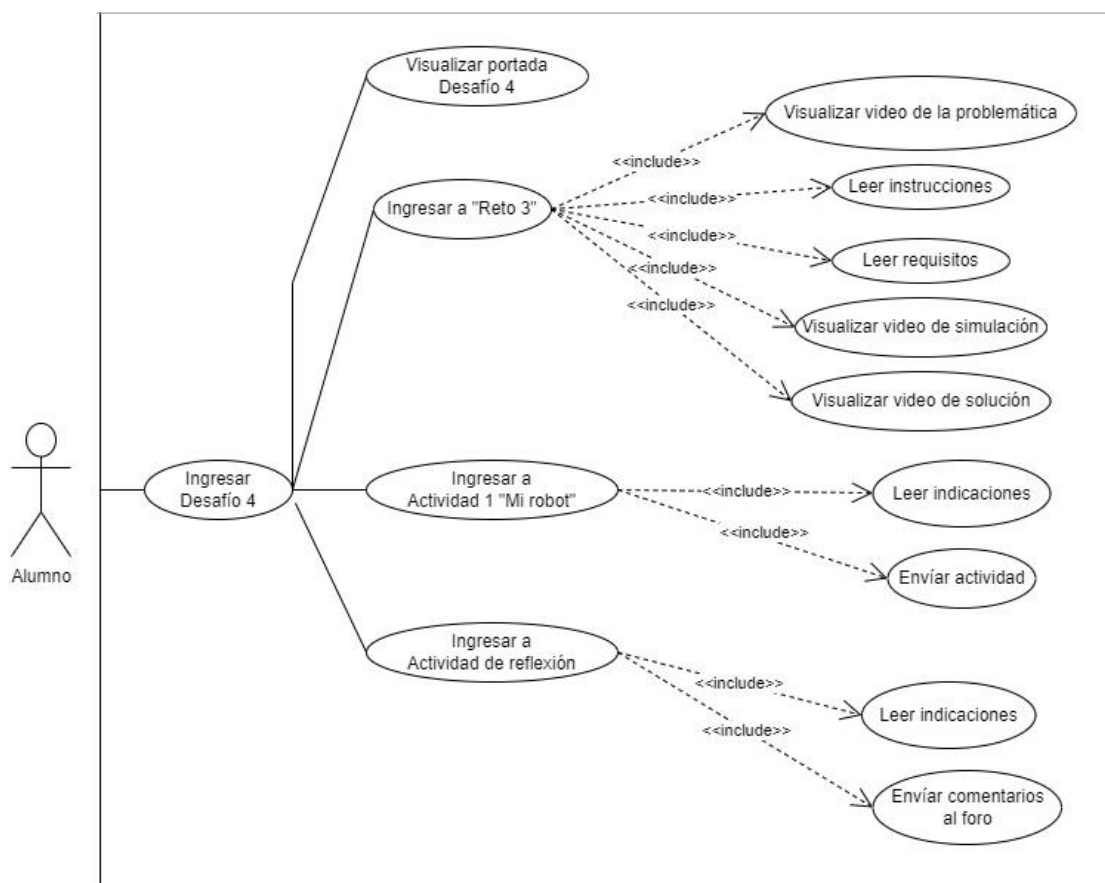 Visualizar portada
Desafío 4
Visualizar video de la problemática
<<include>>
Ingresar a "Reto 3"
<<include>>
Leer instrucciones
<<include>>
Leer requisitos
<<include>>
<<include>>
Visualizar video de simulación
Visualizar video de solución
Alumno
Ingresar
Desafío 4
Ingresar a
Actividad 1 "Mi robot"
<<include>>
Leer indicaciones
<<include>>
Envíar actividad
Ingresar a
Actividad de reflexión
<<include>>
Leer indicaciones
<<include>>
Envíar comentarios
al foro